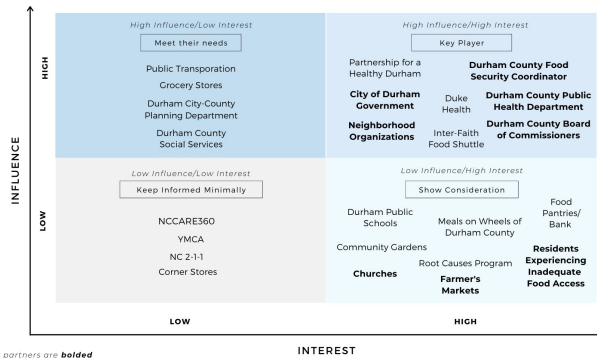 High Influence/Low Interest
Meet their needs
Public Transporation
Grocery Stores
Durham City-County
Planning Department
Durham County
Social Services
High Influence/High Interest
Key Player
Partnership for a
Healthy Durham
Durham County Food
Security Coordinator
City of Durham
Government
Duke
Health
Durham County Public
Health Department
Neighborhood
Organizations
Inter-Faith
Food Shuttle
Durham County Board
of Commissioners
Low Influence/Low Interest
Keep Informed Minimally
NCCARE360
YMCA
NC 2-1-1
Corner Stores
Low Influence/High Interest
Show Consideration
Durham Public
Schools
Meals on Wheels of
Durham County
Food
Pantries/
Bank
Community Gardens
Root Causes Program
Churches
Farmer's
Markets
Residents
Experiencing
Inadequate
Food Access
HIGH
INFLUENCE
LOW
LOW
HIGH
INTEREST
partners are bolded